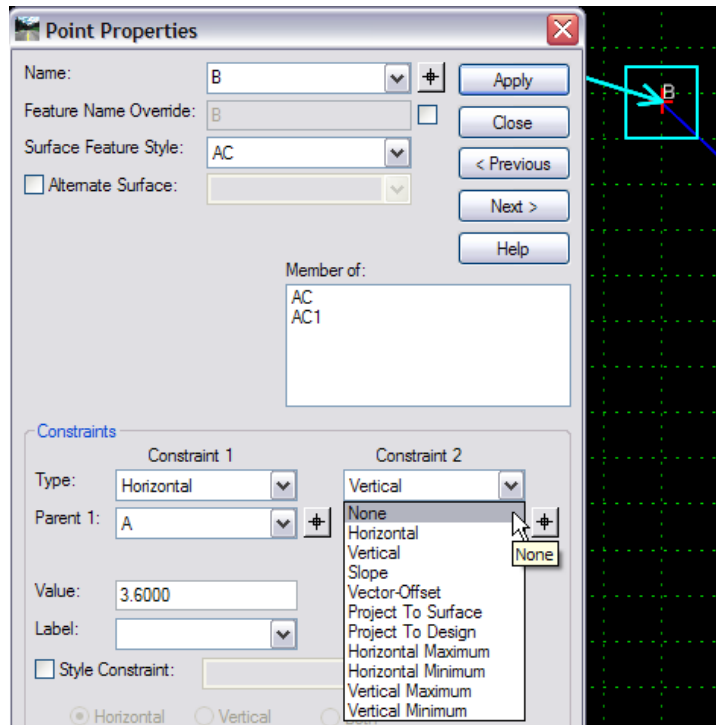 Point Properties
Name:
B
Apply
Feature Name Override:
B
Close
Surface Feature Style:
AC
< Previous
Alternate Surface:
Next >
Help
Member of:
AC
AC1
Constraints
Constraint 1
Constraint 2
Type:
Horizontal
Vertical
Parent 1:
A
None
Horizontal
Vertical
Slope
Vector-Offset
Project To Surface
Project To Design
Horizontal Maximum
Horizontal Minimum
Vertical Maximum
Vertical Minimum
None
Value:
3.6000
Label:
Style Constraint:
Horizontal
Vertical
B